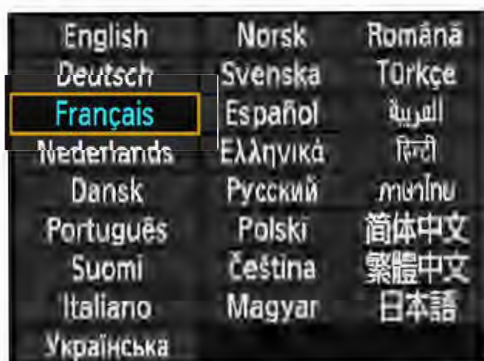 English Norsk Română
Deutsch Svenska Türkçe
Français Español العربية
Nederlands Ελληνικά हिन्दी
Dansk Русский ภาษาไทย
Português Polski 简体中文
Suomi Čeština 繁體中文
Italiano Magyar 日本語
Українська